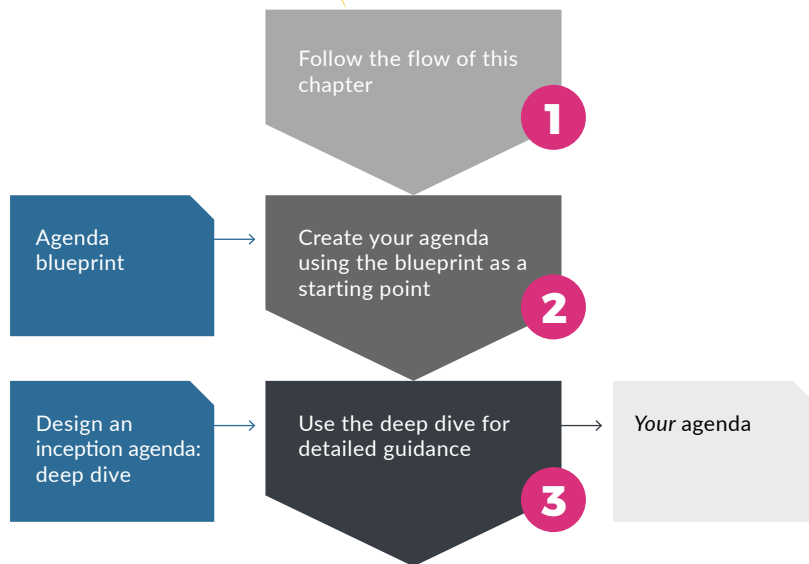 Follow the flow of this
chapter
1
Agenda
blueprint
Create your agenda
using the blueprint as a
starting point
2
Design an
inception agenda:
deep dive
Use the deep dive for
detailed guidance
3
Your agenda